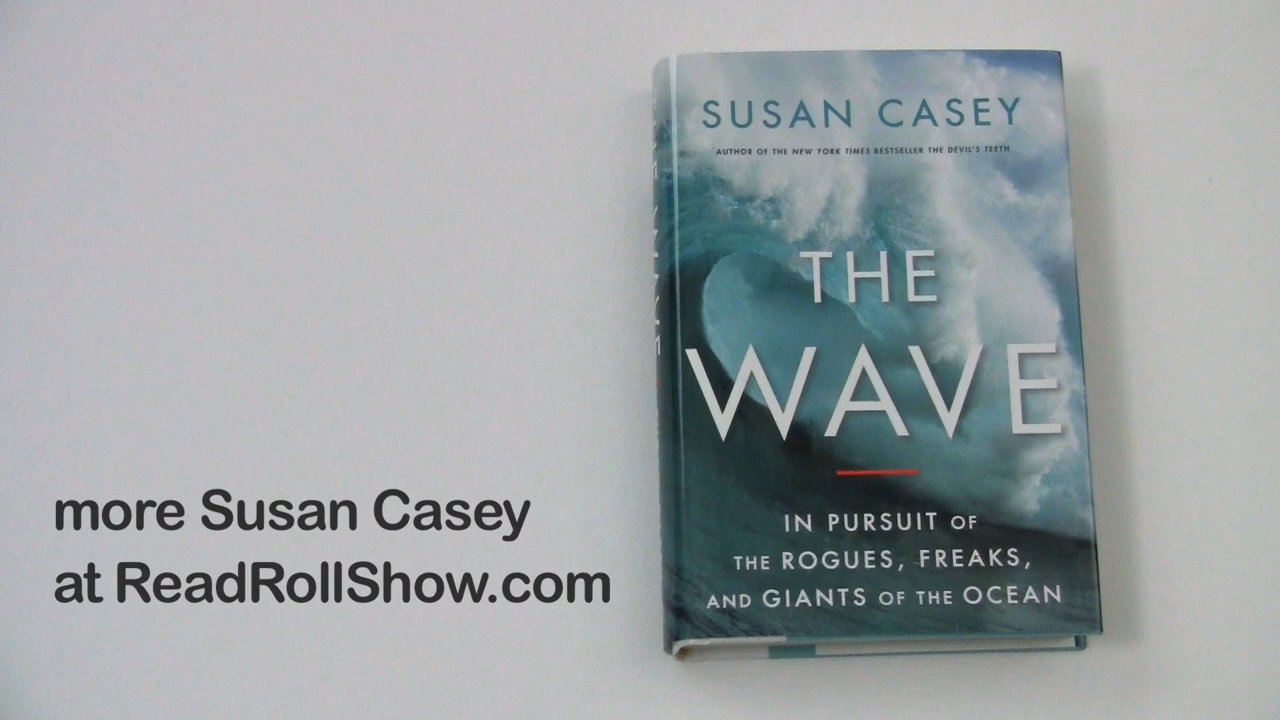 SUSAN CASEY
AUTHOR OF THE NEW YORK TIMES BESTSELLER THE DEVIL'S TEETH
THE
WAVE
IN PURSUIT OF
THE ROGUES, FREAKS,
AND GIANTS OF THE OCEAN
more Susan Casey
at ReadRollShow.com